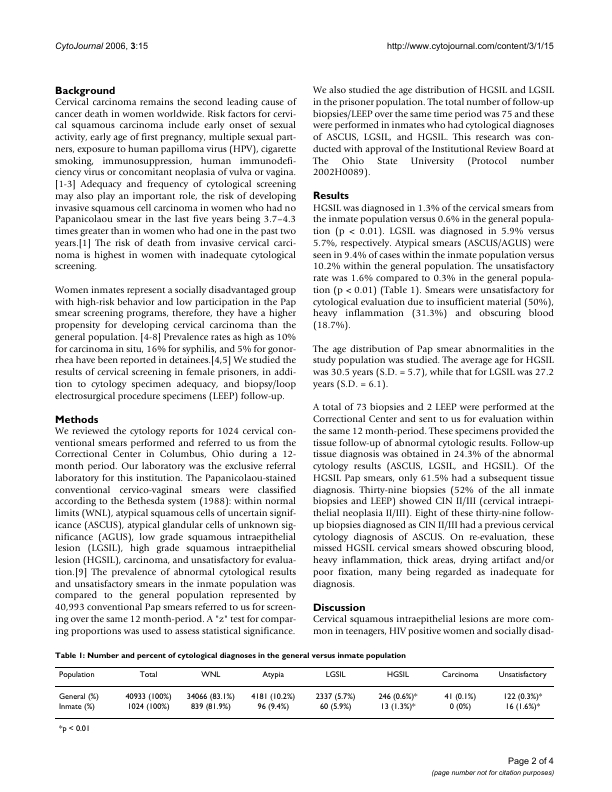 CytoJournal 2006, 3:15
http://www.cytojournal.com/content/3/1/15
Background
Cervical carcinoma remains the second leading cause of
cancer death in women worldwide. Risk factors for cervi-
cal squamous carcinoma include early onset of sexual
activity, early age of first pregnancy, multiple sexual part-
ners, exposure to human papilloma virus (HPV), cigarette
smoking, immunosuppression, human immunodefi-
ciency virus or concomitant neoplasia of vulva or vagina.
[1-3] Adequacy and frequency of cytological screening
may also play an important role, the risk of developing
invasive squamous cell carcinoma in women who had no
Papanicolaou smear in the last five years being 3.7–4.3
times greater than in women who had one in the past two
years.[1] The risk of death from invasive cervical carci-
noma is highest in women with inadequate cytological
screening.
Women inmates represent a socially disadvantaged group
with high-risk behavior and low participation in the Pap
smear screening programs, therefore, they have a higher
propensity for developing cervical carcinoma than the
general population. [4-8] Prevalence rates as high as 10%
for carcinoma in situ, 16% for syphilis, and 5% for gonor-
rhea have been reported in detainees.[4,5] We studied the
results of cervical screening in female prisoners, in addi-
tion to cytology specimen adequacy, and biopsy/loop
electrosurgical procedure specimens (LEEP) follow-up.
Methods
We reviewed the cytology reports for 1024 cervical con-
ventional smears performed and referred to us from the
Correctional Center in Columbus, Ohio during a 12-
month period. Our laboratory was the exclusive referral
laboratory for this institution. The Papanicolaou-stained
conventional cervico-vaginal smears were classified
according to the Bethesda system (1988): within normal
limits (WNL), atypical squamous cells of uncertain signif-
icance (ASCUS), atypical glandular cells of unknown sig-
nificance (AGUS), low grade squamous intraepithelial
lesion (LGSIL), high grade squamous intraepithelial
lesion (HGSIL), carcinoma, and unsatisfactory for evalua-
tion.[9] The prevalence of abnormal cytological results
and unsatisfactory smears in the inmate population was
compared to the general population represented by
40,993 conventional Pap smears referred to us for screen-
ing over the same 12 month-period. A "z" test for compar-
ing proportions was used to assess statistical significance.
We also studied the age distribution of HGSIL and LGSIL
in the prisoner population. The total number of follow-up
biopsies/LEEP over the same time period was 75 and these
were performed in inmates who had cytological diagnoses
of ASCUS, LGSIL, and HGSIL. This research was con-
ducted with approval of the Institutional Review Board at
The Ohio State University (Protocol number
2002H0089).
Results
HGSIL was diagnosed in 1.3% of the cervical smears from
the inmate population versus 0.6% in the general popula-
tion (p < 0.01). LGSIL was diagnosed in 5.9% versus
5.7%, respectively. Atypical smears (ASCUS/AGUS) were
seen in 9.4% of cases within the inmate population versus
10.2% within the general population. The unsatisfactory
rate was 1.6% compared to 0.3% in the general popula-
tion (p < 0.01) (Table 1). Smears were unsatisfactory for
cytological evaluation due to insufficient material (50%),
heavy inflammation (31.3%) and obscuring blood
(18.7%).
The age distribution of Pap smear abnormalities in the
study population was studied. The average age for HGSIL
was 30.5 years (S.D. = 5.7), while that for LGSIL was 27.2
years (S.D. = 6.1).
A total of 73 biopsies and 2 LEEP were performed at the
Correctional Center and sent to us for evaluation within
the same 12 month-period. These specimens provided the
tissue follow-up of abnormal cytologic results. Follow-up
tissue diagnosis was obtained in 24.3% of the abnormal
cytology results (ASCUS, LGSIL, and HGSIL). Of the
HGSIL Pap smears, only 61.5% had a subsequent tissue
diagnosis. Thirty-nine biopsies (52% of the all inmate
biopsies and LEEP) showed CIN II/III (cervical intraepi-
thelial neoplasia II/III). Eight of these thirty-nine follow-
up biopsies diagnosed as CIN II/III had a previous cervical
cytology diagnosis of ASCUS. On re-evaluation, these
missed HGSIL cervical smears showed obscuring blood,
heavy inflammation, thick areas, drying artifact and/or
poor fixation, many being regarded as inadequate for
diagnosis.
Discussion
Cervical squamous intraepithelial lesions are more com-
mon in teenagers, HIV positive women and socially disad-
Table 1: Number and percent of cytological diagnoses in the general versus inmate population
Population Total WNL Atypia LGSIL HGSIL Carcinoma Unsatisfactory
General (%) 40933 (100%) 34066 (83.1%) 4181 (10.2%) 2337 (5.7%) 246 (0.6%)* 41 (0.1%) 122 (0.3%)*
Inmate (%) 1024 (100%) 839 (81.9%) 96 (9.4%) 60 (5.9%) 13 (1.3%)* 0 (0%) 16 (1.6%)*
*p < 0.01
Page 2 of 4
(page number not for citation purposes)